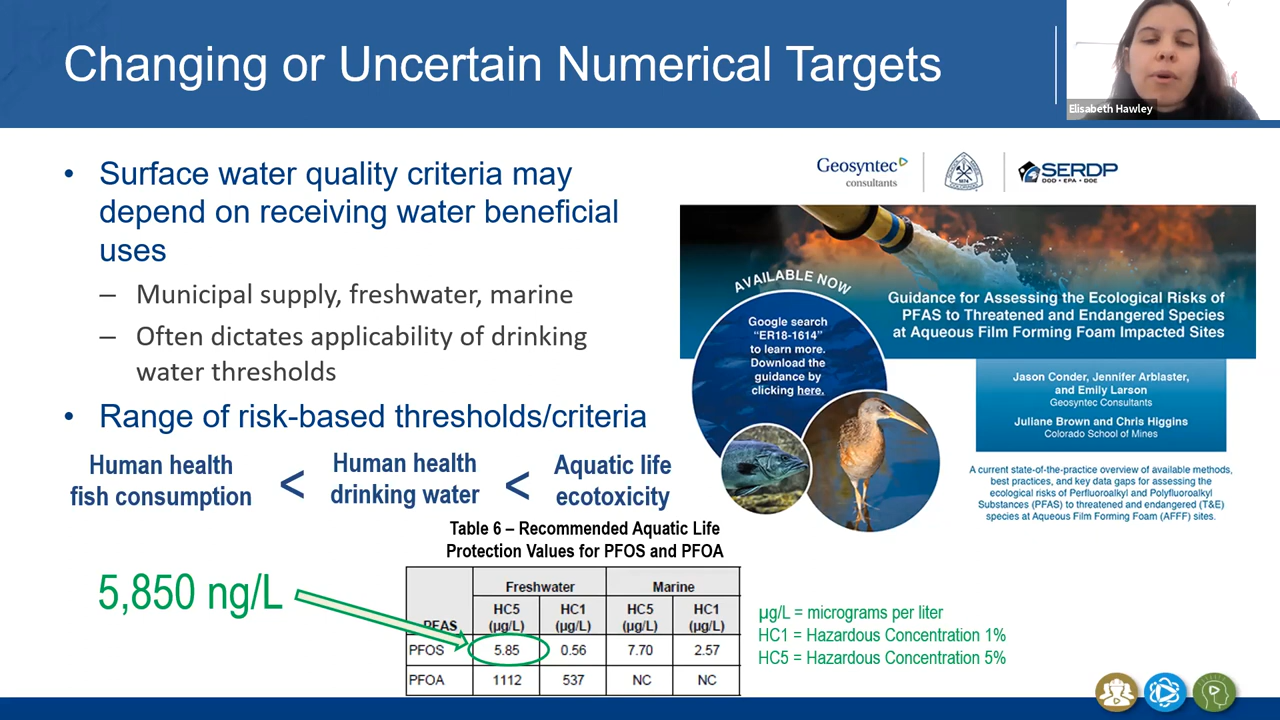 Changing or Uncertain Numerical Targets
Elisabeth Hawley
• Surface water quality criteria may
depend on receiving water beneficial
uses
– Municipal supply, freshwater, marine
– Often dictates applicability of drinking
water thresholds
• Range of risk-based thresholds/criteria
Human health
fish consumption
<
Human health
drinking water
<
Aquatic life
ecotoxicity
Geosyntec
consultants
SERDP
DOD • EPA • DOE
AVAILABLE NOW
Google search
“ER18-1614”
to learn more.
Download the
guidance by
clicking here.
Guidance for Assessing the Ecological Risks of
PFAS to Threatened and Endangered Species
at Aqueous Film Forming Foam Impacted Sites
Jason Conder, Jennifer Arblaster,
and Emily Larson
Geosyntec Consultants
Juliane Brown and Chris Higgins
Colorado School of Mines
A current state-of-the-practice overview of available methods,
best practices, and key data gaps for assessing the
ecological risks of Perfluoroalkyl and Polyfluoroalkyl
Substances (PFAS) to threatened and endangered (T&E)
species at Aqueous Film Forming Foam (AFFF) sites.
Table 6 – Recommended Aquatic Life
Protection Values for PFOS and PFOA
5,850 ng/L
Freshwater Marine
PFAS HC5 (µg/L) HC1 (µg/L) HC5 (µg/L) HC1 (µg/L)
PFOS 5.85 0.56 7.70 2.57
PFOA 1112 537 NC NC
µg/L = micrograms per liter
HC1 = Hazardous Concentration 1%
HC5 = Hazardous Concentration 5%